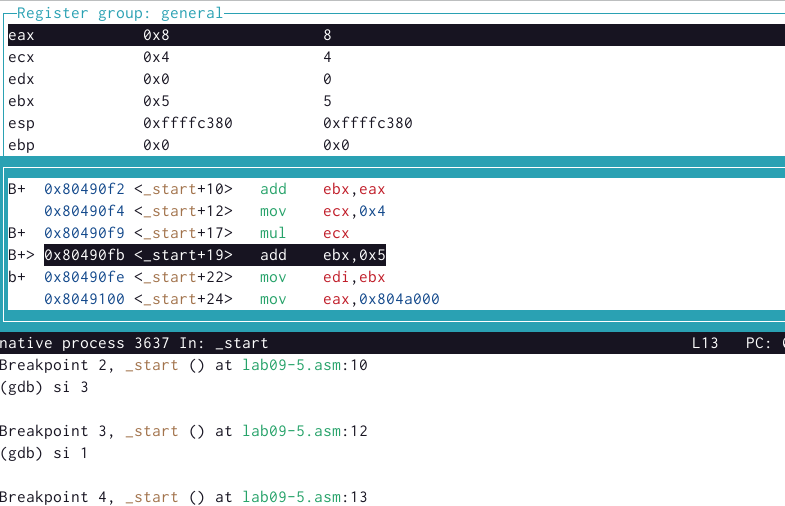 Register group: general
eax 0x8 8
ecx 0x4 4
edx 0x0 0
ebx 0x5 5
esp 0xffffc380 0xffffc380
ebp 0x0 0x0
B+ 0x80490f2 <_start+10> add ebx,eax
0x80490f4 <_start+12> mov ecx,0x4
B+ 0x80490f9 <_start+17> mul ecx
B+> 0x80490fb <_start+19> add ebx,0x5
b+ 0x80490fe <_start+22> mov edi,ebx
0x8049100 <_start+24> mov eax,0x804a000
native process 3637 In: _start L13 PC:
Breakpoint 2, _start () at lab09-5.asm:10
(gdb) si 3
Breakpoint 3, _start () at lab09-5.asm:12
(gdb) si 1
Breakpoint 4, _start () at lab09-5.asm:13